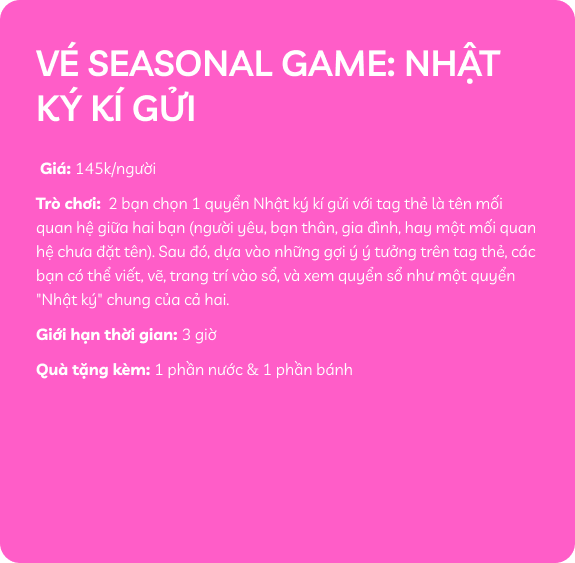 VÉ SEASONAL GAME: NHẬT
KÝ KÍ GỬI
Giá: 145k/người
Trò chơi: 2 bạn chọn 1 quyển Nhật ký kí gửi với tag thẻ là tên mối
quan hệ giữa hai bạn (người yêu, bạn thân, gia đình, hay một mối quan
hệ chưa đặt tên). Sau đó, dựa vào những gợi ý ý tưởng trên tag thẻ, các
bạn có thể viết, vẽ, trang trí vào sổ, và xem quyển sổ như một quyển
"Nhật ký" chung của cả hai.
Giới hạn thời gian: 3 giờ
Quà tặng kèm: 1 phần nước & 1 phần bánh